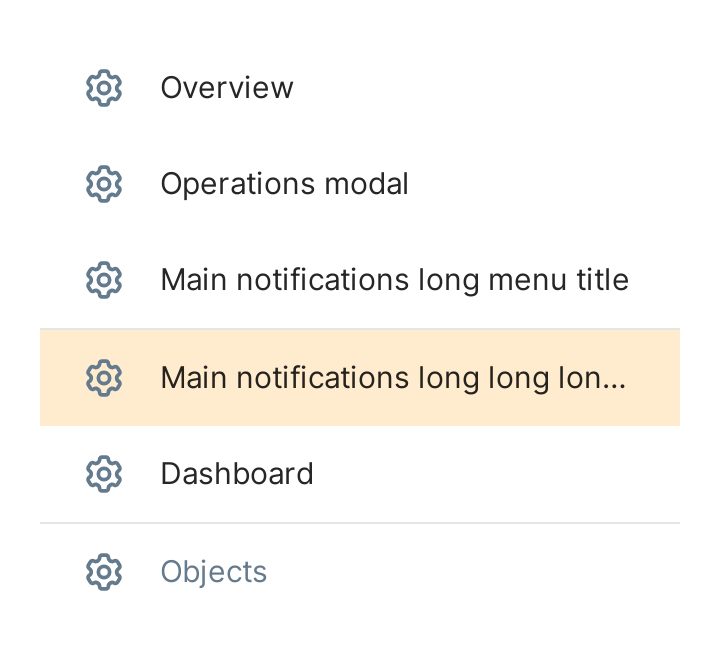 Overview
Operations modal
Main notifications long menu title
Main notifications long long lon...
Dashboard
Objects